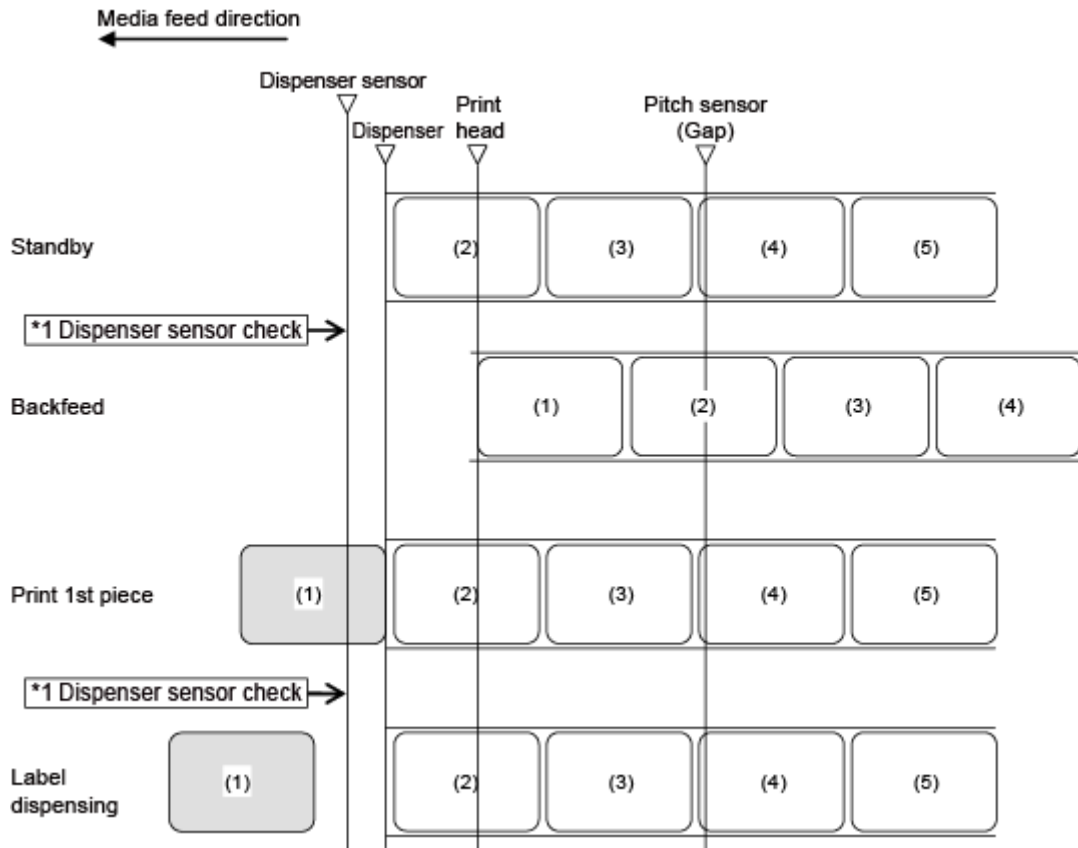 Media feed direction
Dispenser sensor
Dispenser
Print
head
Pitch sensor
(Gap)
Standby
(2)
(3)
(4)
(5)
*1 Dispenser sensor check
Backfeed
(1)
(2)
(3)
(4)
Print 1st piece
(1)
(2)
(3)
(4)
(5)
*1 Dispenser sensor check
Label
dispensing
(1)
(2)
(3)
(4)
(5)